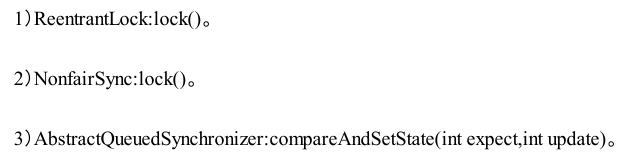 1)ReentrantLock:lock()。
2)NonfairSync:lock()。
3)AbstractQueuedSynchronizer:compareAndSetState(int expect,int update)。